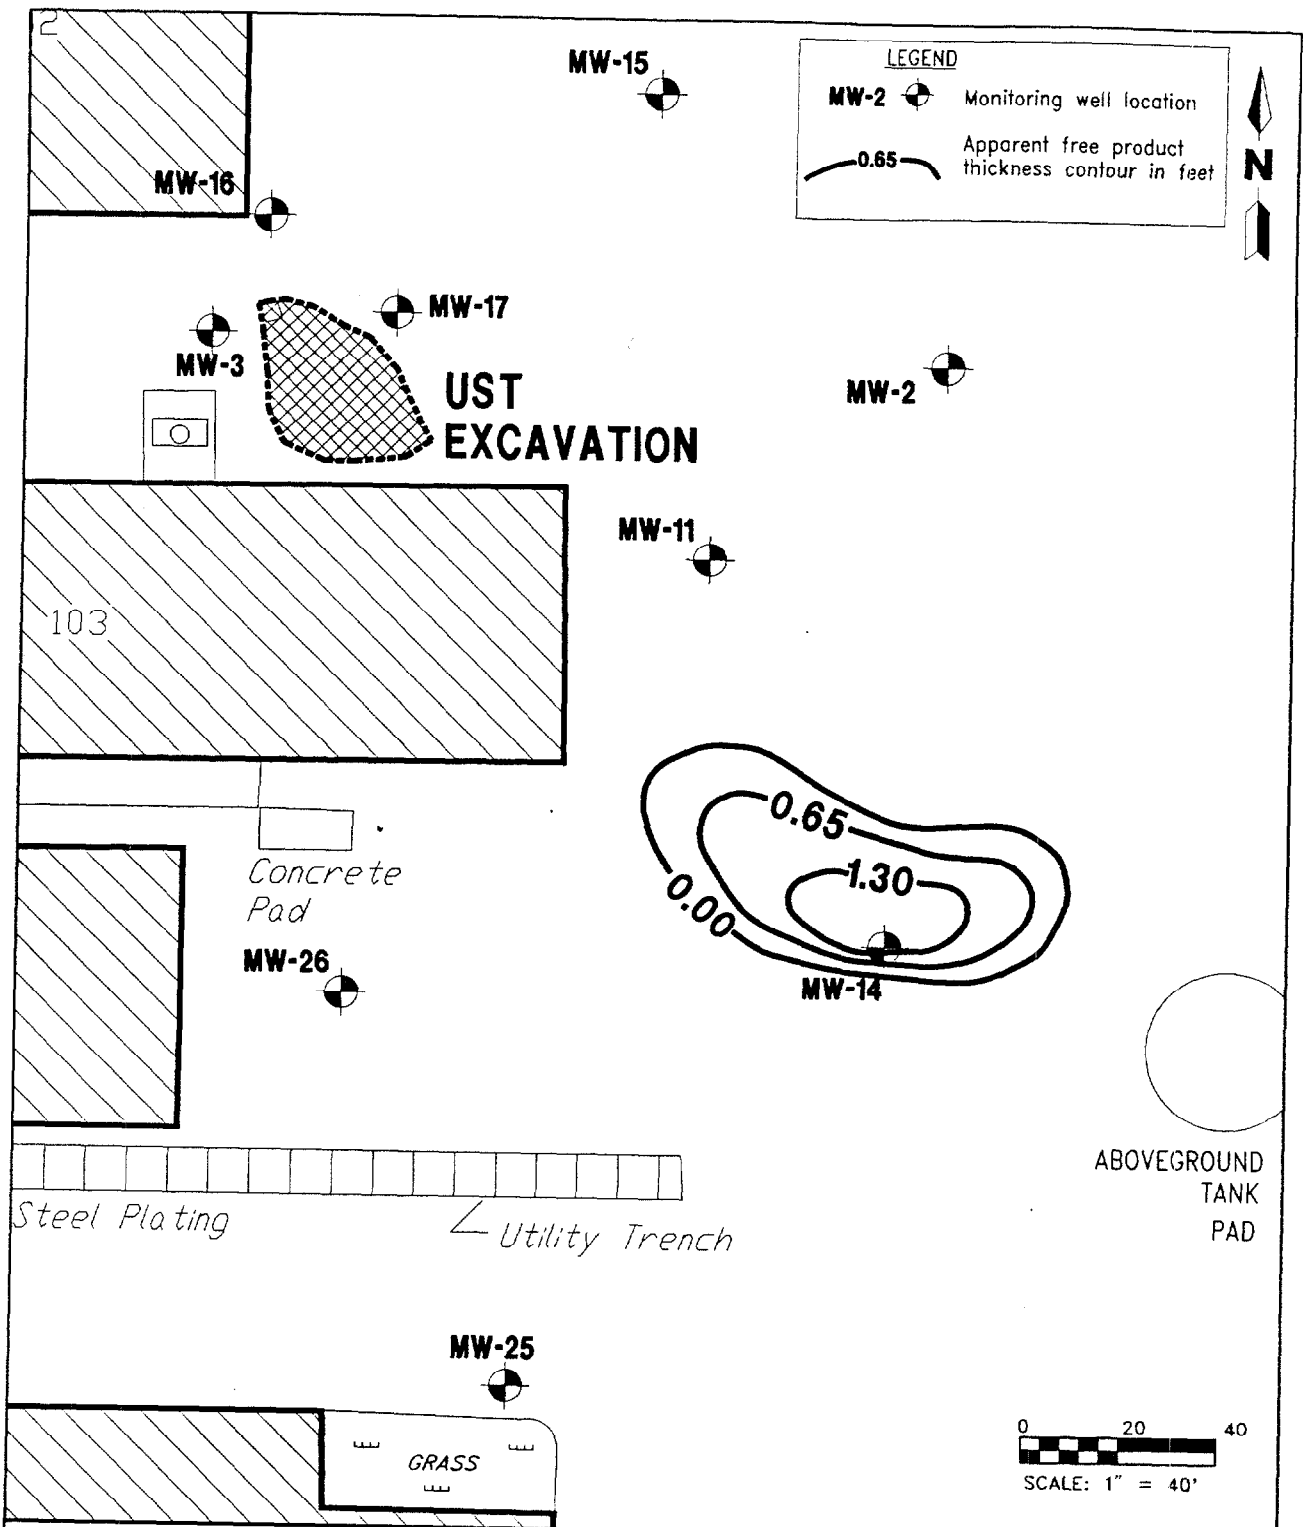 2
MW-15
LEGEND
MW-2 Monitoring well location
0.65 Apparent free product
thickness contour in feet
N
MW-16
MW-17
MW-3
UST
EXCAVATION
MW-2
MW-11
103
0.65
1.30
0.00
Concrete
Pad
MW-26
MW-14
ABOVEGROUND
TANK
PAD
Steel Plating
Utility Trench
MW-25
GRASS
0 20 40
SCALE: 1" = 40'